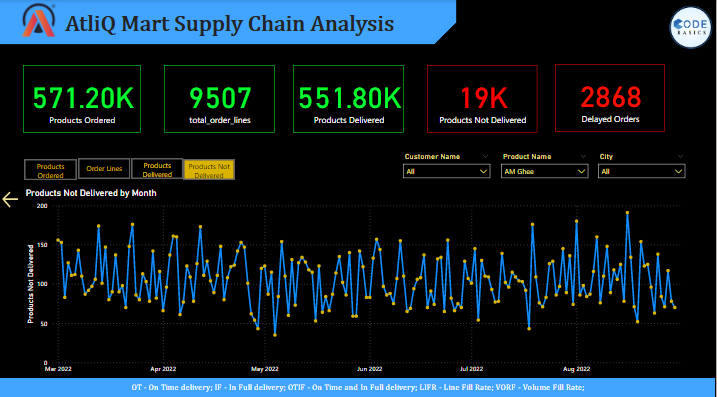 AtliQ Mart Supply Chain Analysis
CODE
BASICS
571.20K
Products Ordered
9507
total_order_lines
551.80K
Products Delivered
19K
Products Not Delivered
2868
Delayed Orders
Products
Ordered
Order Lines
Products
Delivered
Products Not
Delivered
Customer Name
All
Product Name
AM Ghee
City
All
Products Not Delivered by Month
Products Not Delivered
200
150
100
50
0
Mar 2022
Apr 2022
May 2022
Jun 2022
Jul 2022
Aug 2022
OT - On Time delivery; IF - In Full delivery; OTIF - On Time and In Full delivery; LIFR - Line Fill Rate; VORF - Volume Fill Rate;